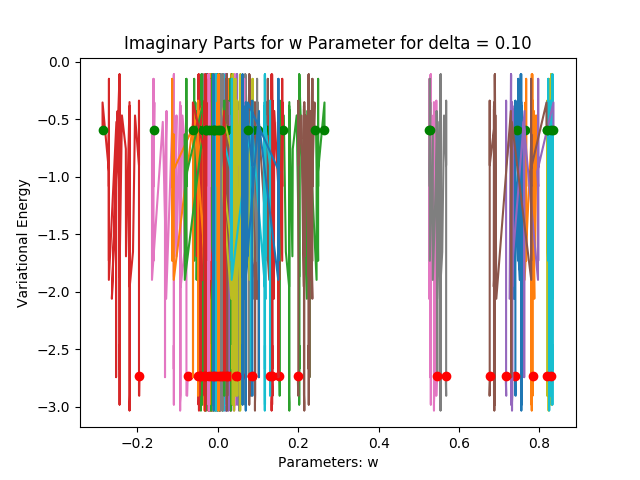 Imaginary Parts for w Parameter for delta = 0.10
Variational Energy
0.0
−0.5
−1.0
−1.5
−2.0
−2.5
−3.0
−0.2 0.0 0.2 0.4 0.6 0.8
Parameters: w